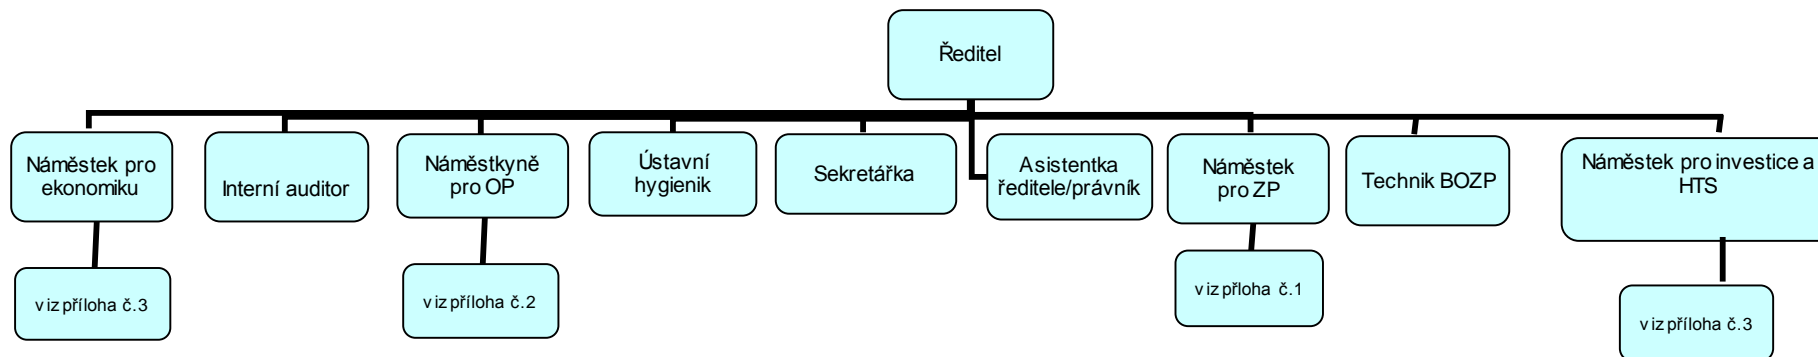 Ředitel
Náměstek pro
ekonomiku
Interní auditor
Náměstkyně
pro OP
Ústavní
hygienik
Sekretářka
Asistentka
ředitele/právník
Náměstek
pro ZP
Technik BOZP
Náměstek pro investice a
HTS
viz příloha č.3
viz příloha č.2
viz přloha č.1
viz příloha č.3